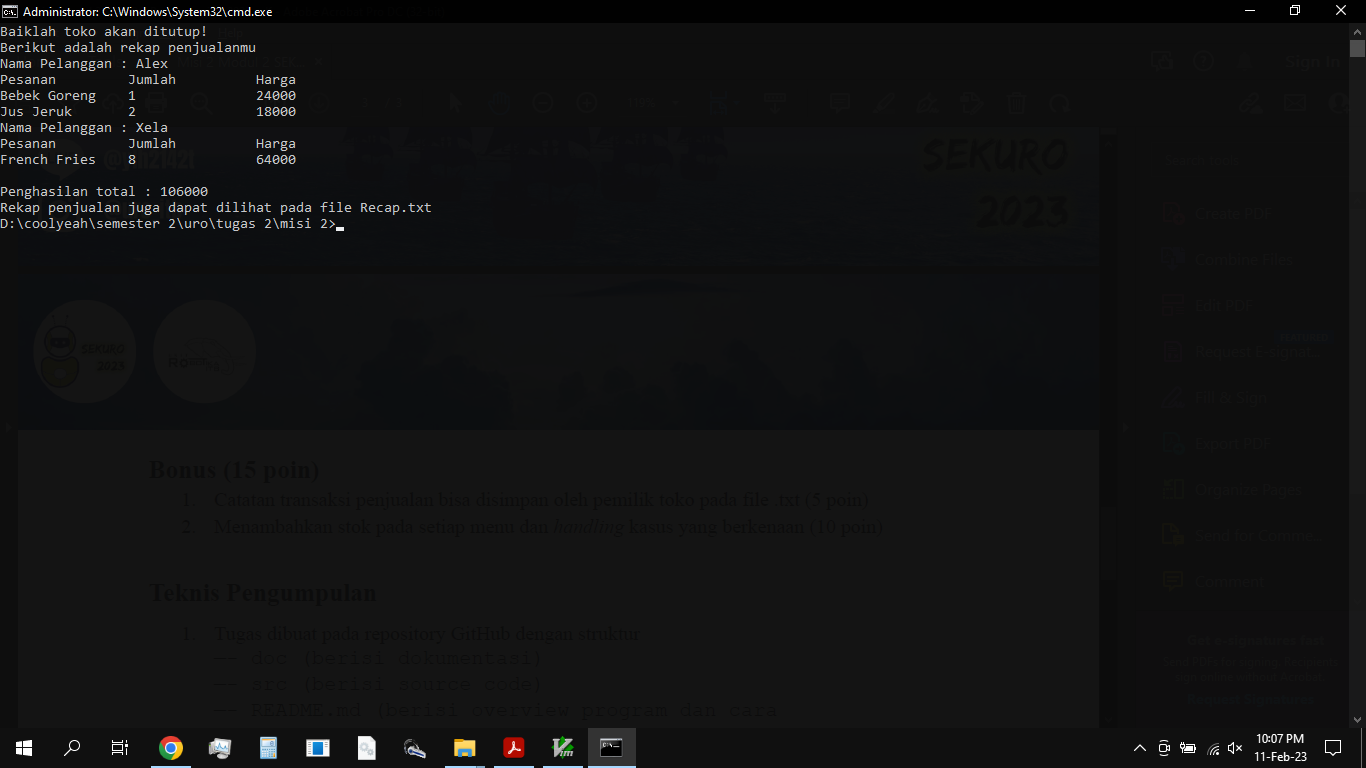 Administrator: C:\Windows\System32\cmd.exe
Baiklah toko akan ditutup!
Berikut adalah rekap penjualanmu
Nama Pelanggan : Alex
Pesanan Jumlah Harga
Bebek Goreng 1 24000
Jus Jeruk 2 18000
Nama Pelanggan : Xela
Pesanan Jumlah Harga
French Fries 8 64000
Penghasilan total : 106000
Rekap penjualan juga dapat dilihat pada file Recap.txt
D:\coolyeah\semester 2\uro\tugas 2\misi 2>
Sign In
SEKURO
2023
Create PDF
Combine Files
Edit PDF
SEKURO
2023
Request E-signat...
Fill & Sign
Export PDF
Organize Pages
Send for Comme...
Comment
Bonus (15 poin)
1. Catatan transaksi penjualan bisa disimpan oleh pemilik toko pada file .txt (5 poin)
2. Menambahkan stok pada setiap menu dan handling kasus yang berkenaan (10 poin)
Teknis Pengumpulan
1. Tugas dibuat pada repository GitHub dengan struktur
── doc (berisi dokumentasi)
── src (berisi source code)
── README.md (berisi overview program dan cara
10:07 PM
11-Feb-23